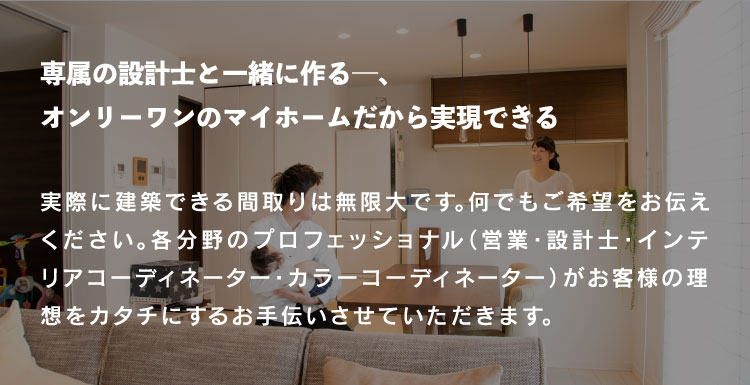 専属の設計士と一緒に作る―、
オンリーワンのマイホームだから実現できる
実際に建築できる間取りは無限大です。何でもご希望をお伝え
ください。各分野のプロフェッショナル（営業・設計士・インテ
リアコーディネーター・カラーコーディネーター）がお客様の理
想をカタチにするお手伝いさせていただきます。